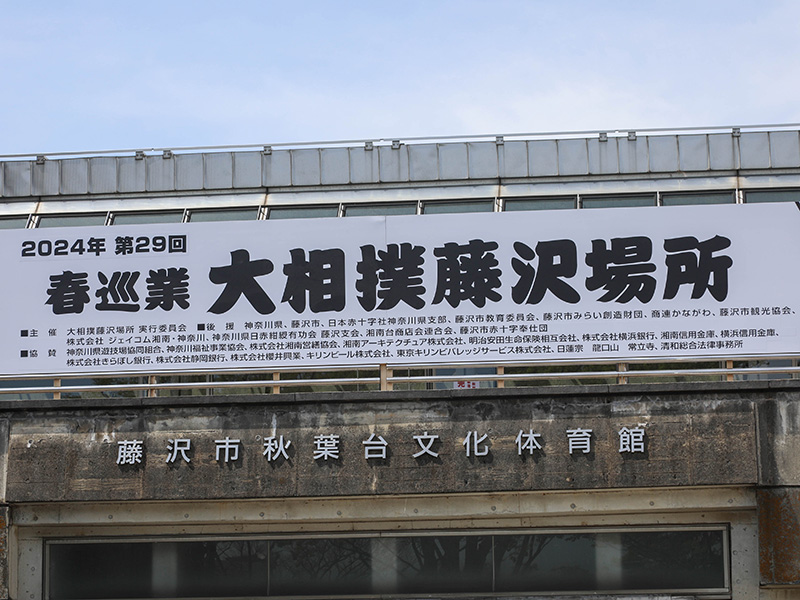 2024年 第29回
春巡業 大相撲藤沢場所
■主 催 大相撲藤沢場所 実行委員会 ■後 援 神奈川県、藤沢市、日本赤十字社神奈川県支部、藤沢市教育委員会、藤沢市みらい創造財団、商連かながわ、藤沢市観光協会、
株式会社 ジェイコム湘南・神奈川、神奈川県日赤紺綬有功会 藤沢支会、湘南台商店会連合会、藤沢市赤十字奉仕団
■協 賛 神奈川県遊技場協同組合、神奈川福祉事業協会、株式会社湘南営繕協会、湘南アーキテクチュア株式会社、明治安田生命保険相互会社、株式会社横浜銀行、湘南信用金庫、横浜信用金庫、
株式会社きらぼし銀行、株式会社静岡銀行、株式会社櫻井興業、キリンビール株式会社、東京キリンビバレッジサービス株式会社、日蓮宗 龍口山 常立寺、清和総合法律事務所
藤沢市秋葉台文化体育館